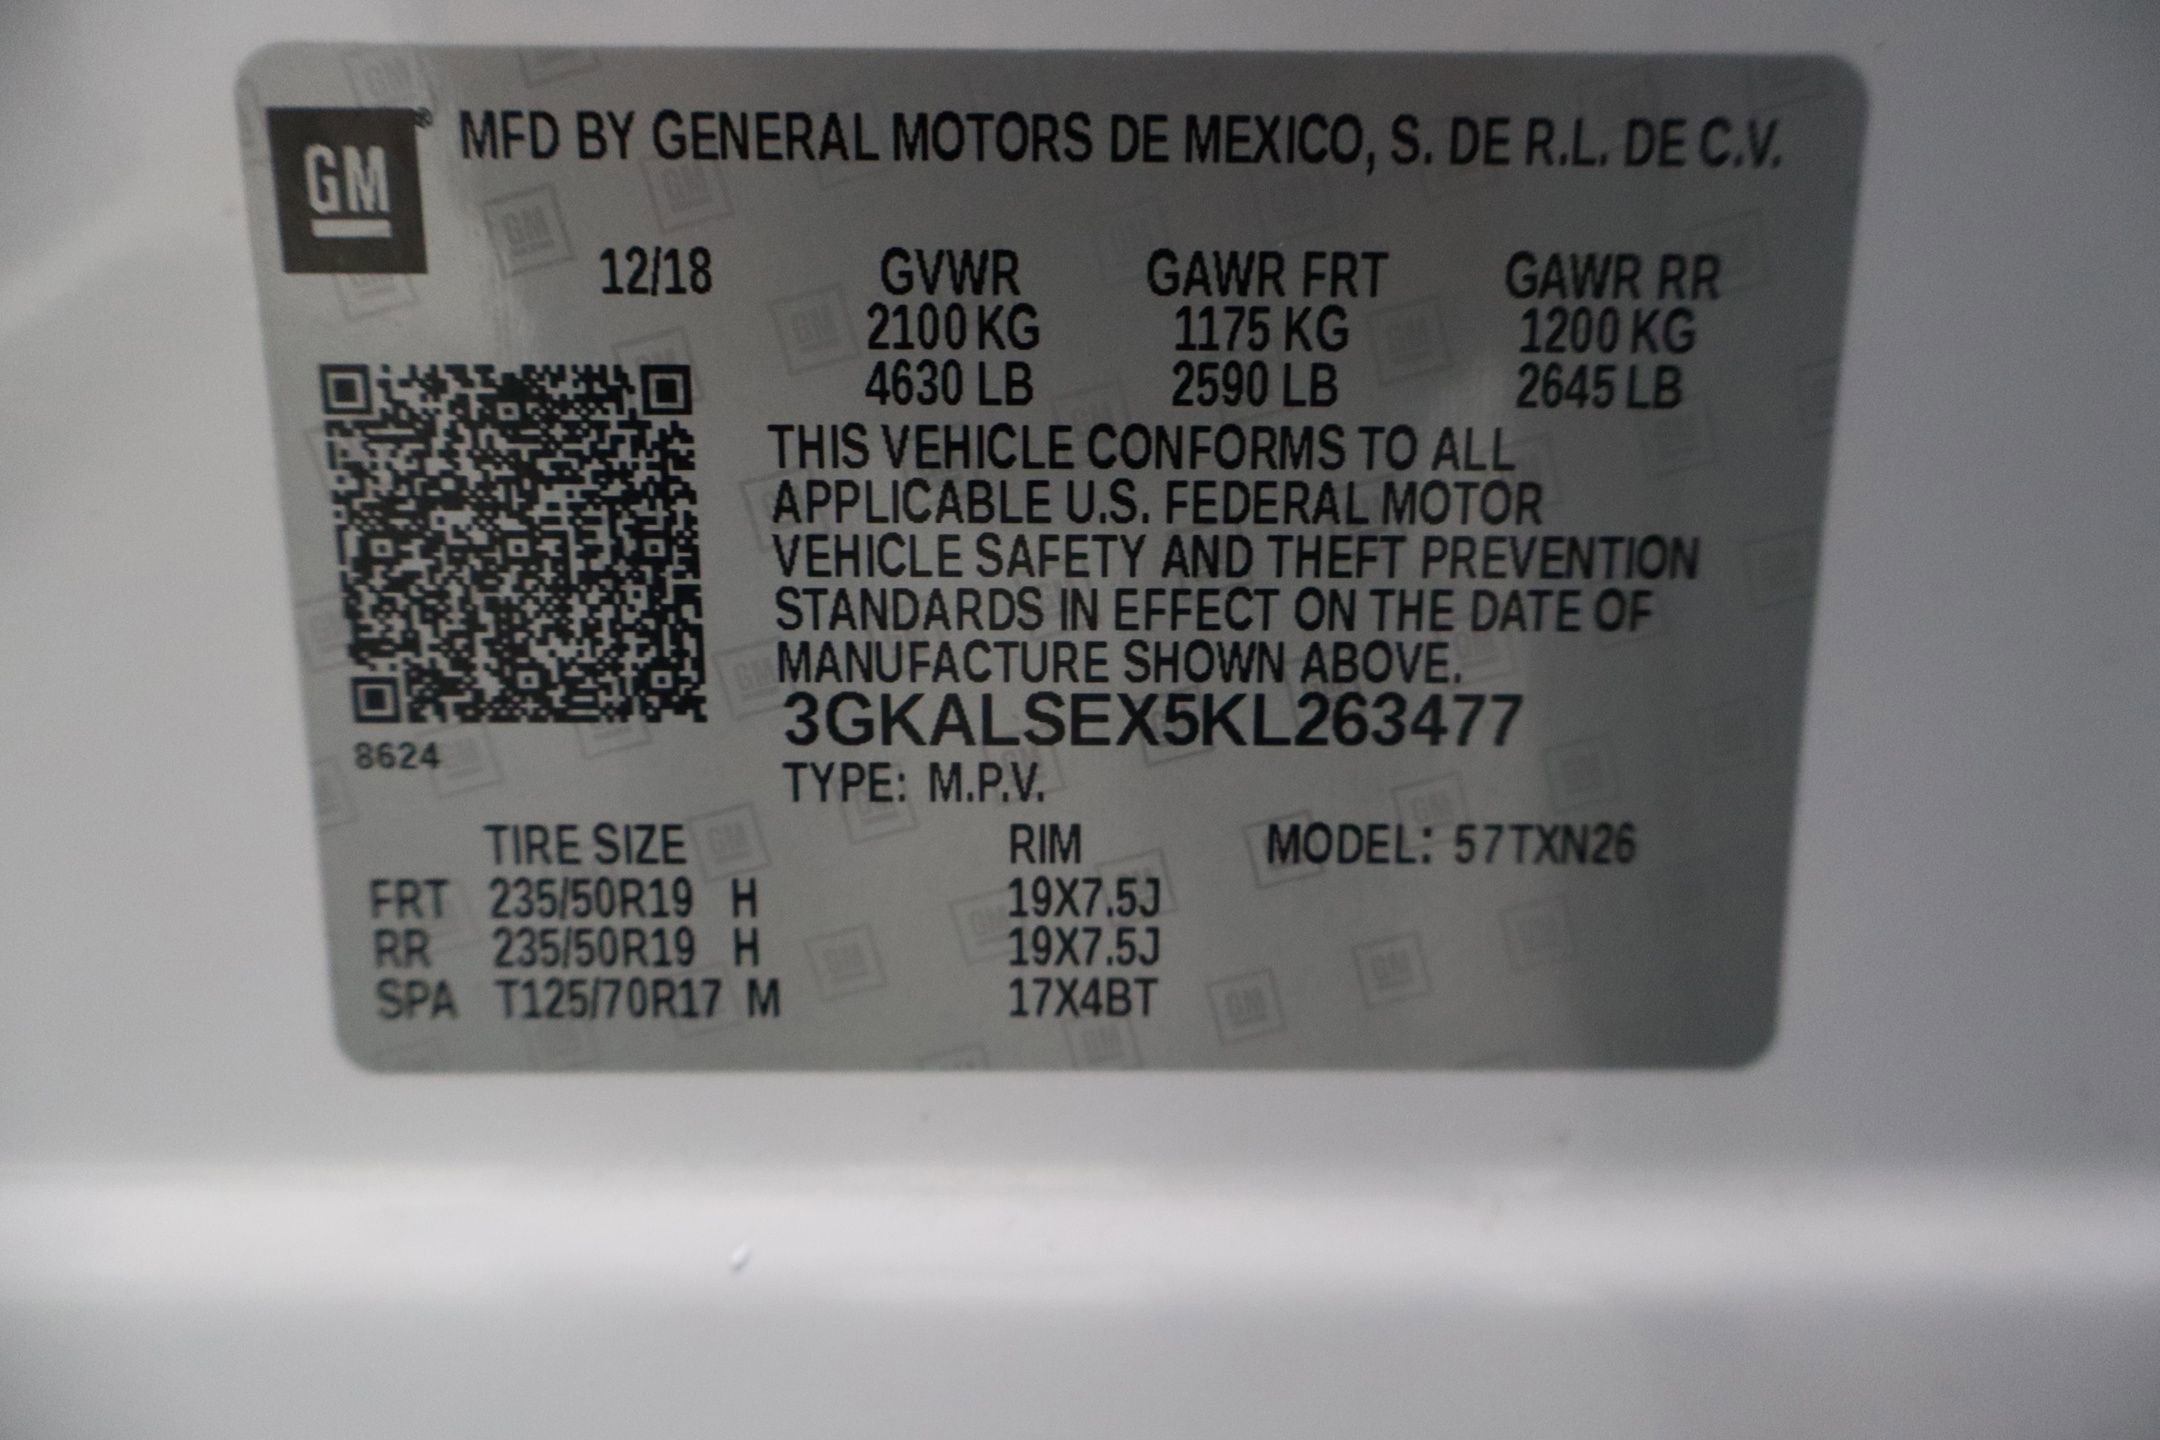 GM® MFD BY GENERAL MOTORS DE MEXICO, S. DE R.L. DE C.V.
12/18 GVWR GAWR FRT GAWR RR
2100 KG 1175 KG 1200 KG
4630 LB 2590 LB 2645 LB
THIS VEHICLE CONFORMS TO ALL
APPLICABLE U.S. FEDERAL MOTOR
VEHICLE SAFETY AND THEFT PREVENTION
STANDARDS IN EFFECT ON THE DATE OF
MANUFACTURE SHOWN ABOVE.
3GKALSEX5KL263477
8624
TYPE: M.P.V.
TIRE SIZE RIM MODEL: 57TXN26
FRT 235/50R19 H 19X7.5J
RR 235/50R19 H 19X7.5J
SPA T125/70R17 M 17X4BT